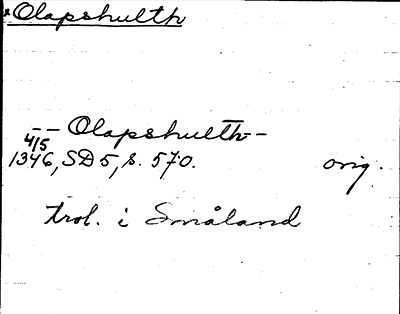 Olapshulth
-- Olapshulth--
4/5
1346, SD 5, s. 570. orig.
trol. i Småland